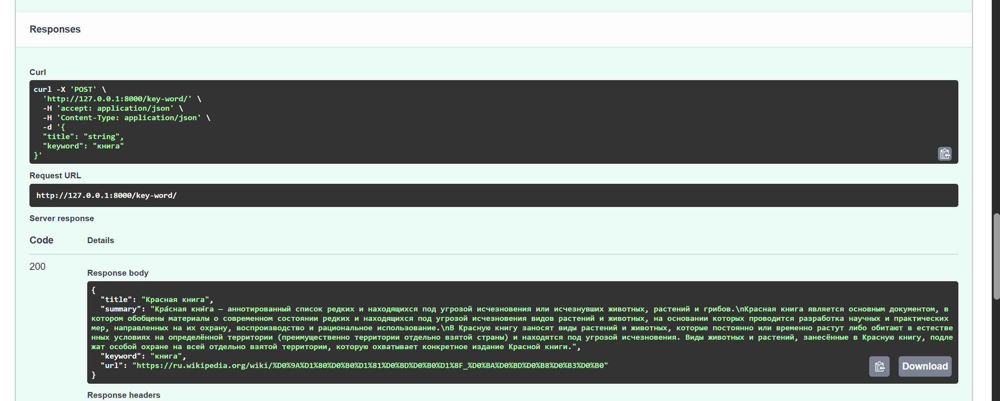 Responses
Curl
curl -X 'POST' \
'http://127.0.0.1:8000/key-word/' \
-H 'accept: application/json' \
-H 'Content-Type: application/json' \
-d '{
"title": "string",
"keyword": "книга"
}'
Request URL
http://127.0.0.1:8000/key-word/
Server response
Code Details
200
Response body
{
"title": "Красная книга",
"summary": "Кра́сная кни́га — аннотированный список редких и находящихся под угрозой исчезновения или исчезнувших животных, растений и грибов.\nКрасная книга является основным документом, в
котором обобщены материалы о современном состоянии редких и находящихся под угрозой исчезновения видов растений и животных, на основании которых проводится разработка научных и практических
мер, направленных на их охрану, воспроизводство и рациональное использование.\nВ Красную книгу заносят виды растений и животных, которые постоянно или временно растут либо обитают в естестве
нных условиях на определённой территории (преимущественно территории отдельно взятой страны) и находятся под угрозой исчезновения. Виды животных и растений, занесённые в Красную книгу, подле
жат особой охране на всей отдельно взятой территории, которую охватывает конкретное издание Красной книги.",
"keyword": "книга",
"url": "https://ru.wikipedia.org/wiki/%D0%9A%D1%80%D0%B0%D1%81%D0%BD%D0%B0%D1%8F_%D0%BA%D0%BD%D0%B8%D0%B3%D0%B0"
}
Download
Response headers